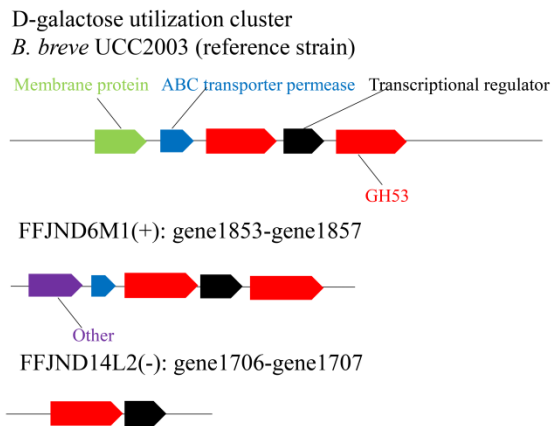 D-galactose utilization cluster
B. breve UCC2003 (reference strain)
Membrane protein ABC transporter permease Transcriptional regulator
GH53
FFJND6M1(+): gene1853-gene1857
Other
FFJND14L2(-): gene1706-gene1707